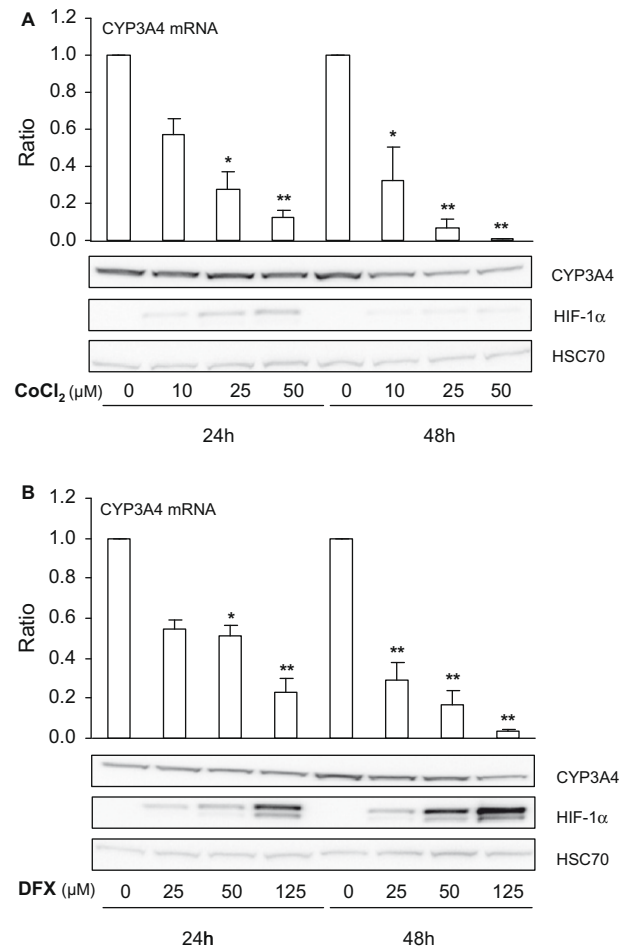 A
CYP3A4 mRNA
Ratio
1.2
1.0
0.8
0.6
0.4
0.2
0.0
* ** * ** **
CYP3A4
HIF-1α
HSC70
CoCl₂ (µM) 0 10 25 50 0 10 25 50
24h 48h
B
CYP3A4 mRNA
Ratio
1.2
1.0
0.8
0.6
0.4
0.2
0.0
* ** ** ** **
CYP3A4
HIF-1α
HSC70
DFX (µM) 0 25 50 125 0 25 50 125
24h 48h